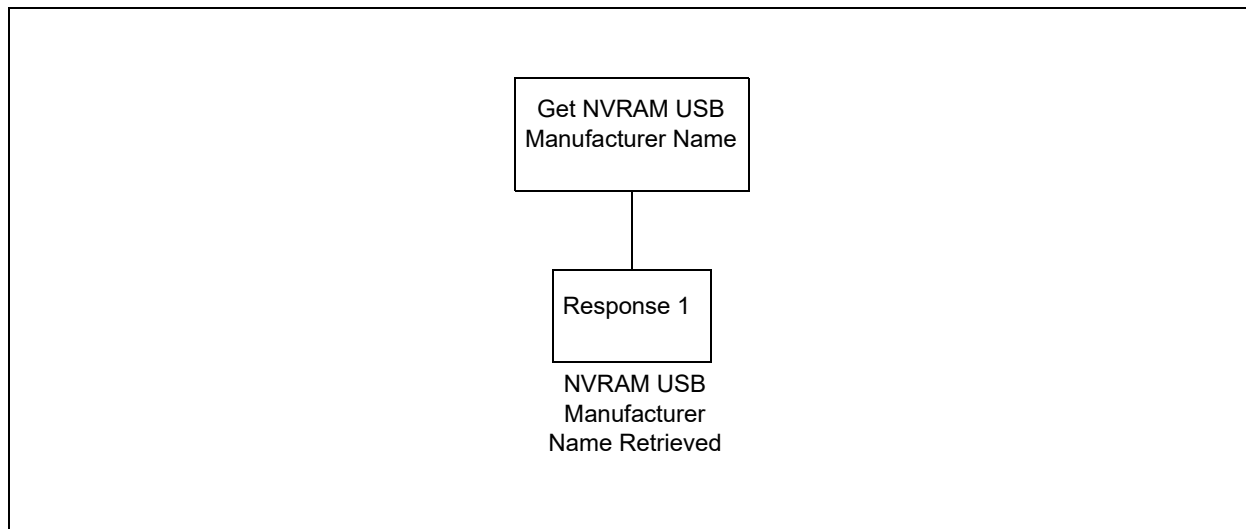 Get NVRAM USB
Manufacturer Name
Response 1
NVRAM USB
Manufacturer
Name Retrieved